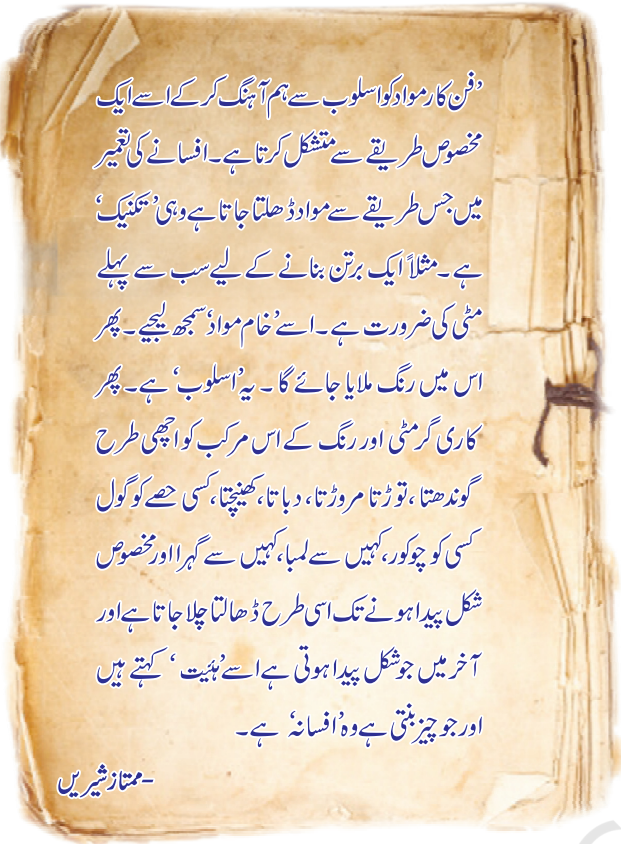 ’فن کار مواد کو اسلوب سے ہم آہنگ کر کے اسے ایک
مخصوص طریقے سے متشکل کرتا ہے۔ افسانے کی تعمیر
میں جس طریقے سے مواد ڈھلتا جاتا ہے وہی ’تکنیک‘
ہے۔ مثلاً ایک برتن بنانے کے لیے سب سے پہلے
مٹی کی ضرورت ہے۔ اسے ’خام مواد‘ سمجھ لیجیے۔ پھر
اس میں رنگ ملایا جائے گا۔ یہ ’اسلوب‘ ہے۔ پھر
کاری گر مٹی اور رنگ کے اس مرکب کو اچھی طرح
گوندھتا، توڑتا مروڑتا، دباتا، کھینچتا، کسی حصے کو گول
کسی کو چوکور، کہیں سے لمبا، کہیں سے گہرا اور مخصوص
شکل پیدا ہونے تک اسی طرح ڈھالتا چلا جاتا ہے اور
آخر میں جو شکل پیدا ہوتی ہے اسے ’ہئیت‘ کہتے ہیں
اور جو چیز بنتی ہے وہ ’افسانہ‘ ہے۔
-ممتاز شیریں